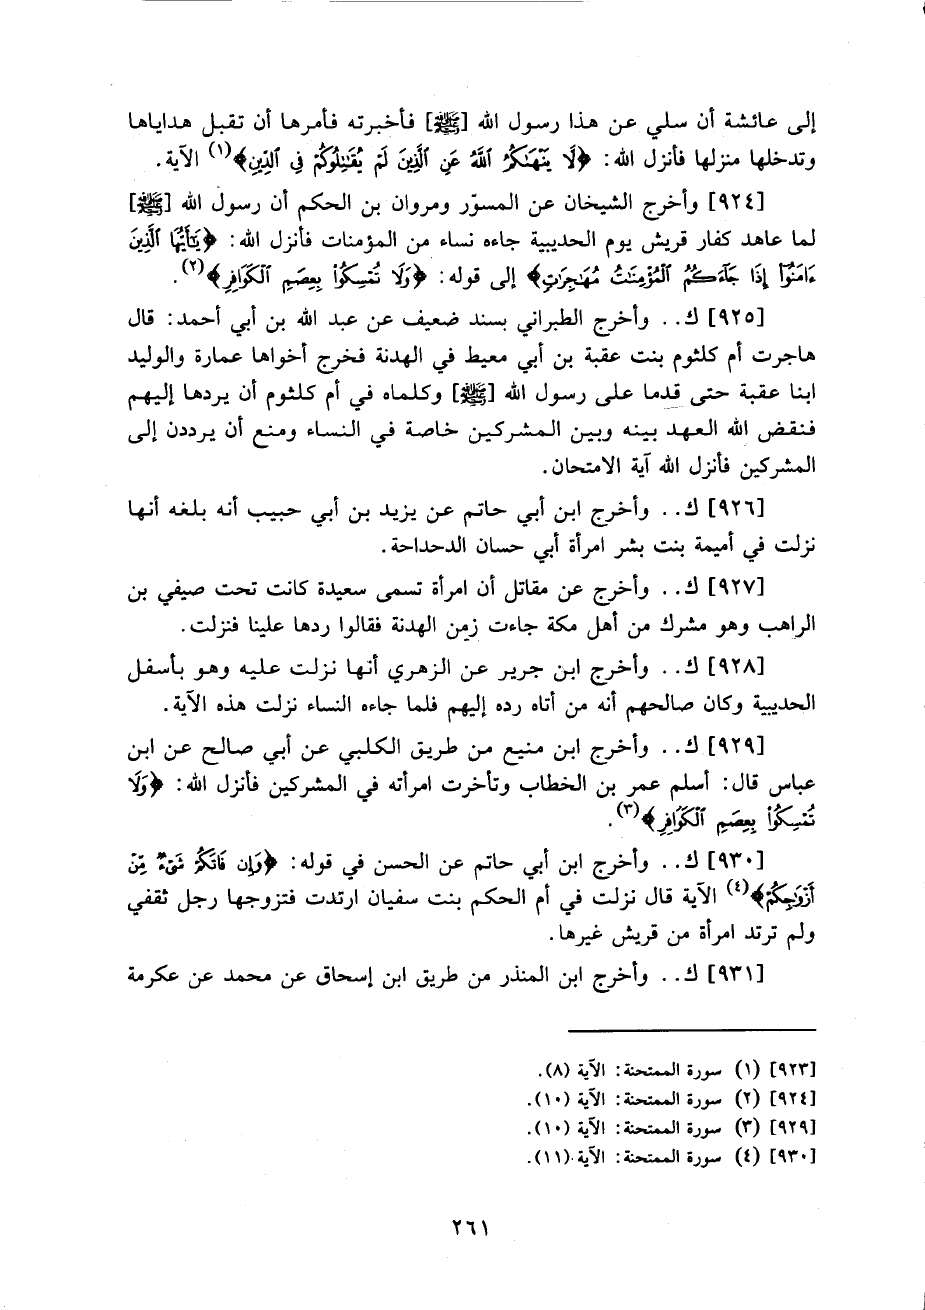 إلى عائشة أن سلي عن هذا رسول الله [ﷺ] فأخبرته فأمرها أن تقبل هداياها
وتدخلها منزلها فأنزل الله: ﴿لَّا يَنْهَىٰكُمُ ٱللَّهُ عَنِ ٱلَّذِينَ لَمْ يُقَٰتِلُوكُمْ فِى ٱلدِّينِ﴾(١) الآية.
[٩٢٤] وأخرج الشيخان عن المسوّر ومروان بن الحكم أن رسول الله [ﷺ]
لما عاهد كفار قريش يوم الحديبية جاءه نساء من المؤمنات فأنزل الله: ﴿يَٰٓأَيُّهَا ٱلَّذِينَ
ءَامَنُوٓا۟ إِذَا جَآءَكُمُ ٱلْمُؤْمِنَٰتُ مُهَٰجِرَٰتٍ﴾ إلى قوله: ﴿وَلَا تُمْسِكُوا۟ بِعِصَمِ ٱلْكَوَافِرِ﴾(٢).
[٩٢٥] ك.. وأخرج الطبراني بسند ضعيف عن عبد الله بن أبي أحمد: قال
هاجرت أم كلثوم بنت عقبة بن أبي معيط في الهدنة فخرج أخواها عمارة والوليد
ابنا عقبة حتى قدما على رسول الله [ﷺ] وكلماه في أم كلثوم أن يردها إليهم
فنقض الله العهد بينه وبين المشركين خاصة في النساء ومنع أن يرددن إلى
المشركين فأنزل الله آية الامتحان.
[٩٢٦] ك.. وأخرج ابن أبي حاتم عن يزيد بن أبي حبيب أنه بلغه أنها
نزلت في أميمة بنت بشر امرأة أبي حسان الدحداحة.
[٩٢٧] ك.. وأخرج عن مقاتل أن امرأة تسمى سعيدة كانت تحت صيفي بن
الراهب وهو مشرك من أهل مكة جاءت زمن الهدنة فقالوا ردها علينا فنزلت.
[٩٢٨] ك.. وأخرج ابن جرير عن الزهري أنها نزلت عليه وهو بأسفل
الحديبية وكان صالحهم أنه من أتاه رده إليهم فلما جاءه النساء نزلت هذه الآية.
[٩٢٩] ك.. وأخرج ابن منيع من طريق الكلبي عن أبي صالح عن ابن
عباس قال: أسلم عمر بن الخطاب وتأخرت امرأته في المشركين فأنزل الله: ﴿وَلَا
تُمْسِكُوا۟ بِعِصَمِ ٱلْكَوَافِرِ﴾(٣).
[٩٣٠] ك.. وأخرج ابن أبي حاتم عن الحسن في قوله: ﴿وَإِن فَاتَكُمْ شَىْءٌ مِّنْ
أَزْوَٰجِكُمْ﴾(٤) الآية قال نزلت في أم الحكم بنت سفيان ارتدت فتزوجها رجل ثقفي
ولم ترتد امرأة من قريش غيرها.
[٩٣١] ك.. وأخرج ابن المنذر من طريق ابن إسحاق عن محمد عن عكرمة
[٩٢٣] (١) سورة الممتحنة: الآية (٨).
[٩٢٤] (٢) سورة الممتحنة: الآية (١٠).
[٩٢٩] (٣) سورة الممتحنة: الآية (١٠).
[٩٣٠] (٤) سورة الممتحنة: الآية (١١).
٢٦١